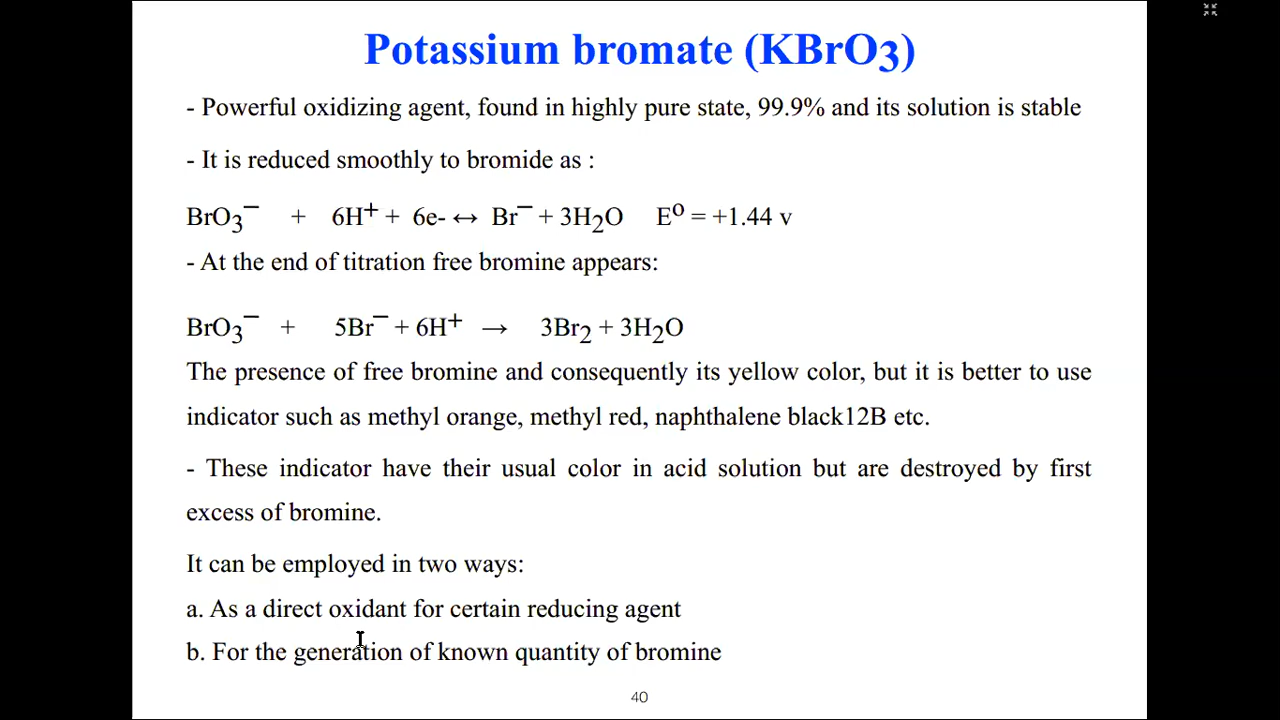 Potassium bromate (KBrO3)
- Powerful oxidizing agent, found in highly pure state, 99.9% and its solution is stable
- It is reduced smoothly to bromide as :
BrO3− + 6H+ + 6e- ↔ Br− + 3H2O Eo = +1.44 v
- At the end of titration free bromine appears:
BrO3− + 5Br− + 6H+ → 3Br2 + 3H2O
The presence of free bromine and consequently its yellow color, but it is better to use
indicator such as methyl orange, methyl red, naphthalene black12B etc.
- These indicator have their usual color in acid solution but are destroyed by first
excess of bromine.
It can be employed in two ways:
a. As a direct oxidant for certain reducing agent
b. For the generation of known quantity of bromine
40